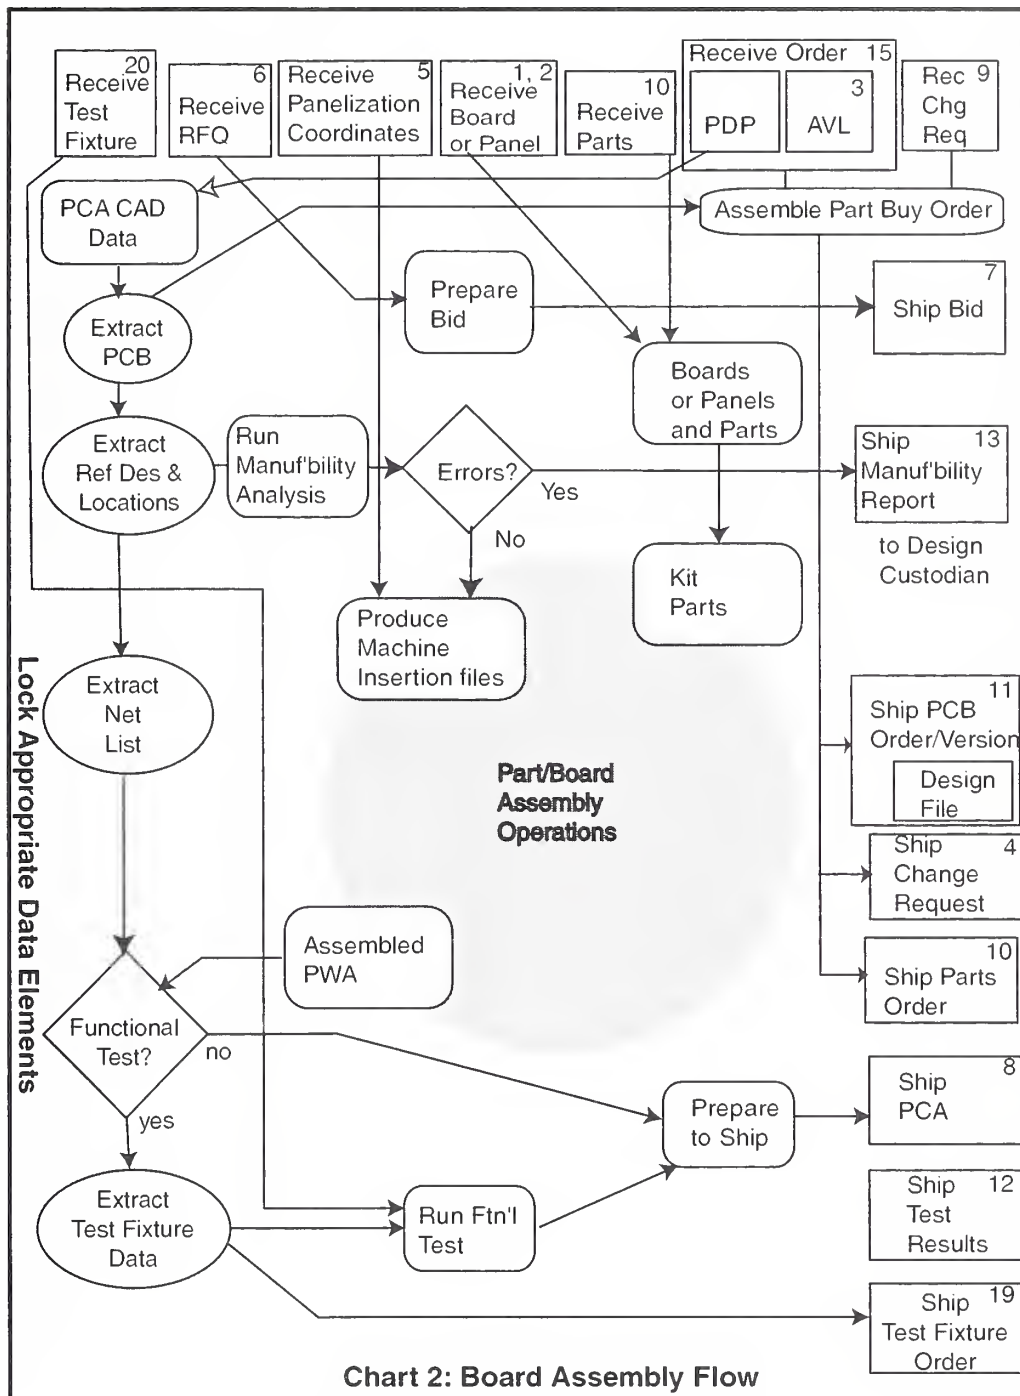 20
Receive
Test
Fixture
6
Receive
RFQ
Receive 5
Panelization
Coordinates
1, 2
Receive
Board
or Panel
10
Receive
Parts
Receive Order 15
PDP
3
AVL
Rec 9
Chg
Req
PCA CAD
Data
Assemble Part Buy Order
Extract
PCB
Prepare
Bid
7
Ship Bid
Boards
or Panels
and Parts
Extract
Ref Des &
Locations
Run
Manuf'bility
Analysis
Errors?
Yes
No
Ship 13
Manuf'bility
Report
to Design
Custodian
Kit
Parts
Produce
Machine
Insertion files
Lock Appropriate Data Elements
Extract
Net
List
11
Ship PCB
Order/Version
Design
File
Part/Board
Assembly
Operations
Ship 4
Change
Request
Assembled
PWA
10
Ship Parts
Order
Functional
Test?
no
yes
Prepare
to Ship
Ship 8
PCA
Extract
Test Fixture
Data
Run Ftn'l
Test
Ship 12
Test
Results
Ship 19
Test Fixture
Order
Chart 2: Board Assembly Flow